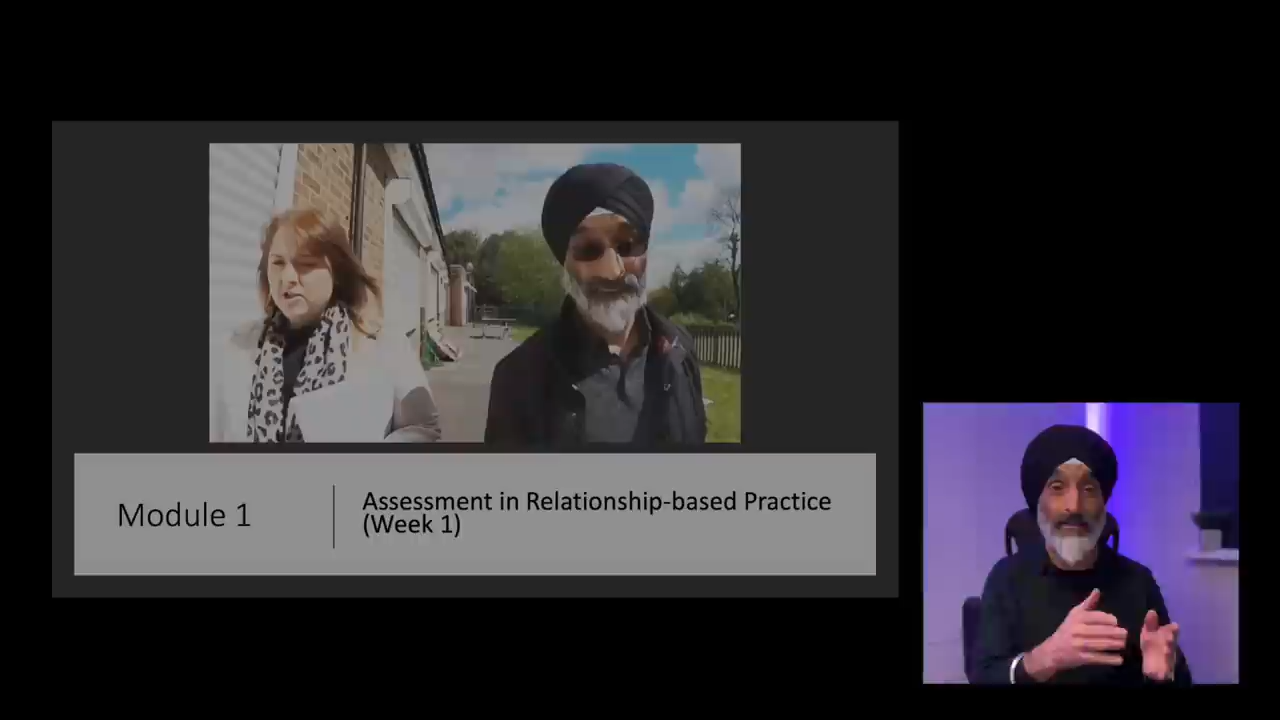 Module 1
Assessment in Relationship-based Practice
(Week 1)